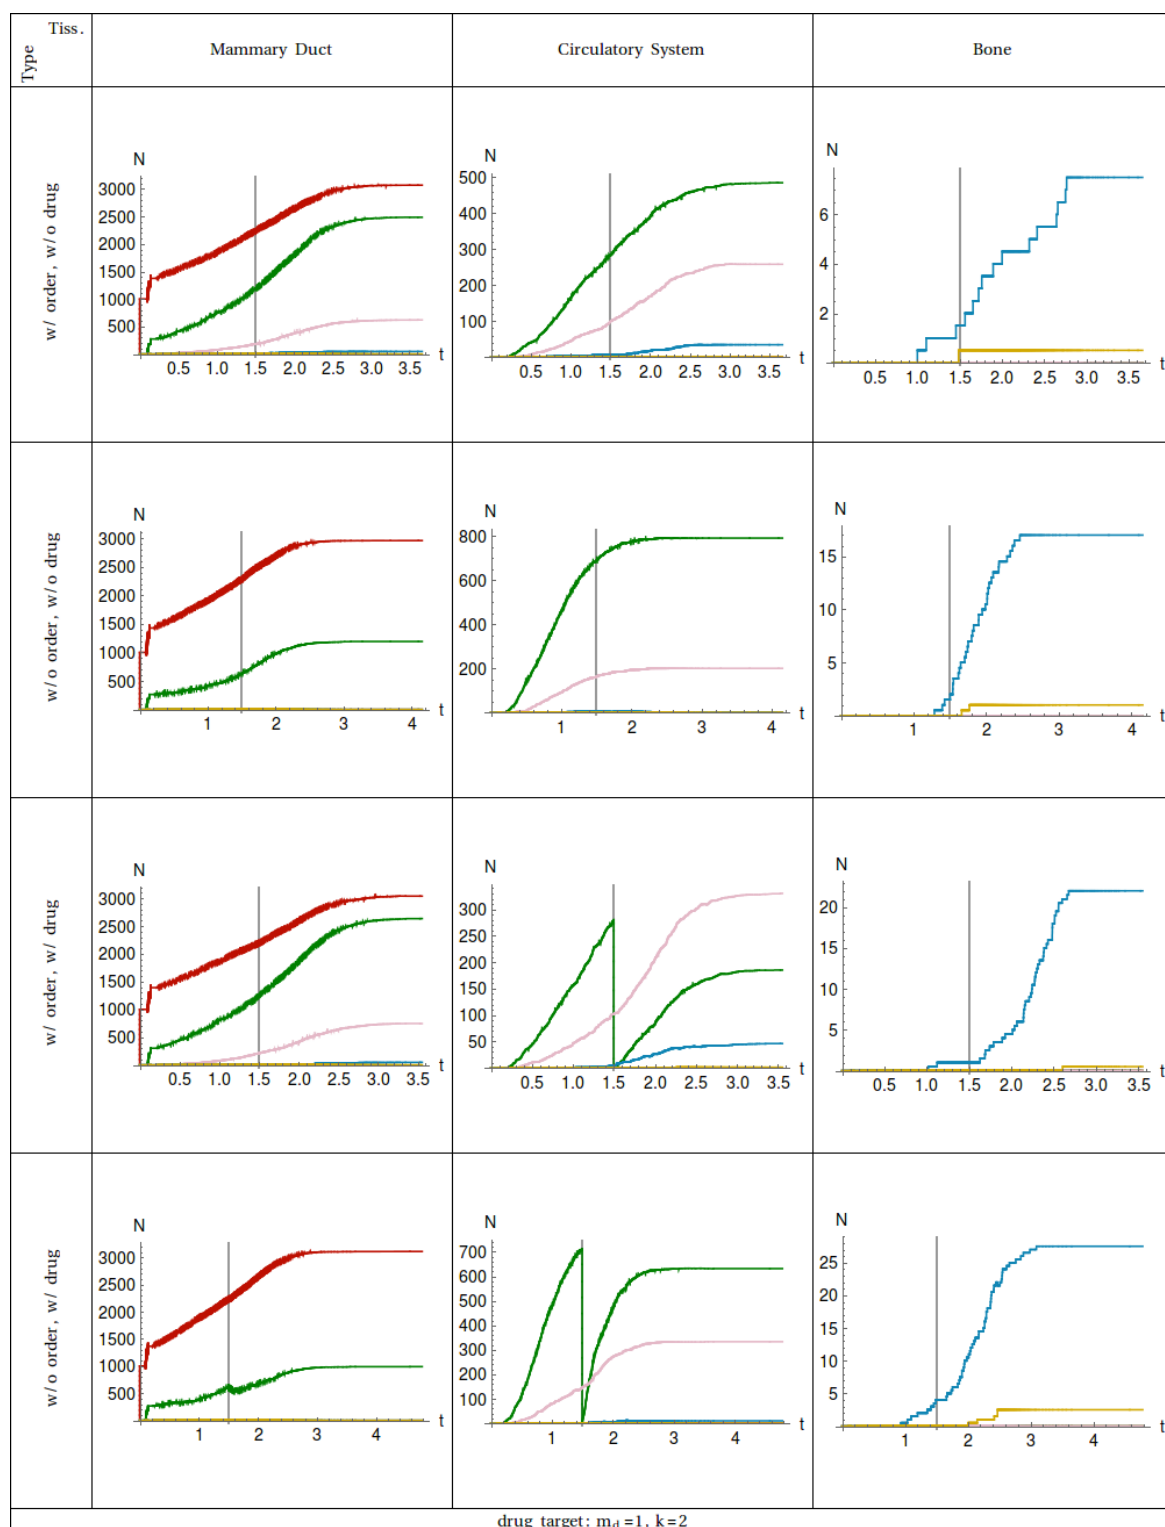 Tiss.
Type
Mammary Duct
Circulatory System
Bone
w/ order, w/o drug
N
3000
2500
2000
1500
1000
500
0.5 1.0 1.5 2.0 2.5 3.0 3.5
t
N
500
400
300
200
100
0.5 1.0 1.5 2.0 2.5 3.0 3.5
t
N
6
4
2
0.5 1.0 1.5 2.0 2.5 3.0 3.5
t
w/o order, w/o drug
N
3000
2500
2000
1500
1000
500
1 2 3 4
t
N
800
600
400
200
1 2 3 4
t
N
15
10
5
1 2 3 4
t
w/ order, w/ drug
N
3000
2500
2000
1500
1000
500
0.5 1.0 1.5 2.0 2.5 3.0 3.5
t
N
300
250
200
150
100
50
0.5 1.0 1.5 2.0 2.5 3.0 3.5
t
N
20
15
10
5
0.5 1.0 1.5 2.0 2.5 3.0 3.5
t
w/o order, w/ drug
N
3000
2500
2000
1500
1000
500
1 2 3 4
t
N
700
600
500
400
300
200
100
1 2 3 4
t
N
25
20
15
10
5
1 2 3 4
t
drug target: m_d=1, k=2